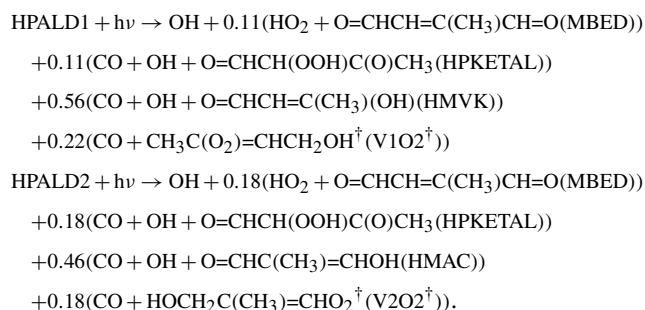 HPALD1 + hν → OH + 0.11(HO₂ + O=CHCH=C(CH₃)CH=O(MBED))
+0.11(CO + OH + O=CHCH(OOH)C(O)CH₃(HPKETAL))
+0.56(CO + OH + O=CHCH=C(CH₃)(OH)(HMVK))
+0.22(CO + CH₃C(O₂)=CHCH₂OH†(V1O2†))
HPALD2 + hν → OH + 0.18(HO₂ + O=CHCH=C(CH₃)CH=O(MBED))
+0.18(CO + OH + O=CHCH(OOH)C(O)CH₃(HPKETAL))
+0.46(CO + OH + O=CHC(CH₃)=CHOH(HMAC))
+0.18(CO + HOCH₂C(CH₃)=CHO₂†(V2O2†)).